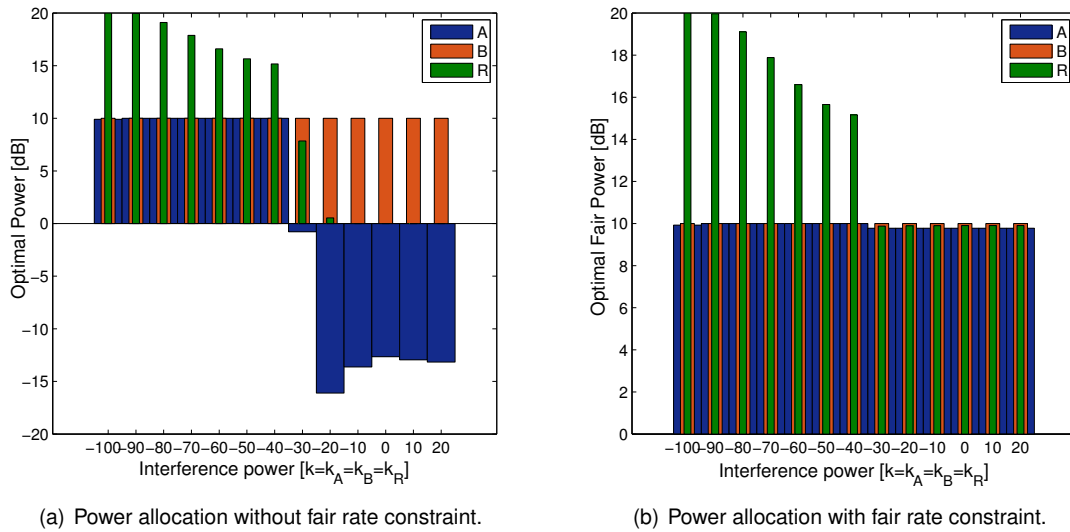 20
15
10
5
0
−5
−10
−15
−20
Optimal Power [dB]
A
B
R
−100 −90 −80 −70 −60 −50 −40 −30 −20 −10 0 10 20
Interference power [k=k_A=k_B=k_R]
(a) Power allocation without fair rate constraint.
20
18
16
14
12
10
8
6
4
2
0
Optimal Fair Power [dB]
A
B
R
−100 −90 −80 −70 −60 −50 −40 −30 −20 −10 0 10 20
Interference power [k=k_A=k_B=k_R]
(b) Power allocation with fair rate constraint.